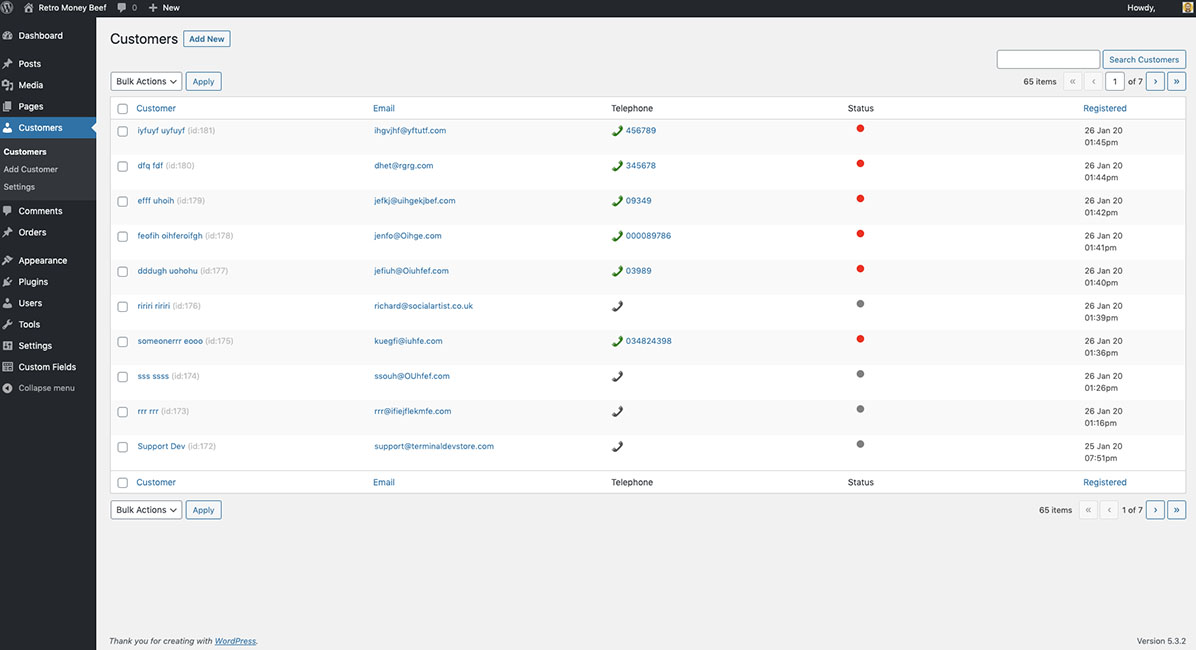 Retro Money Beef 0 New Howdy,
Dashboard
Posts
Media
Pages
Customers
Customers
Add Customer
Settings
Comments
Orders
Appearance
Plugins
Users
Tools
Settings
Custom Fields
Collapse menu
Customers Add New
Search Customers
Bulk Actions Apply 65 items « ‹ 1 of 7 › »
Customer Email Telephone Status Registered
iyfuyf uyfuyf (id:181) ihgvjhf@yftutf.com 456789 26 Jan 20
01:45pm
dfq fdf (id:180) dhet@rgrg.com 345678 26 Jan 20
01:44pm
efff uhoih (id:179) jefkj@uihgekjbef.com 09349 26 Jan 20
01:42pm
feofih oihferoifgh (id:178) jenfo@Oihge.com 000089786 26 Jan 20
01:41pm
dddugh uohohu (id:177) jefiuh@Oiuhfef.com 03989 26 Jan 20
01:40pm
ririri ririri (id:176) richard@socialartist.co.uk 26 Jan 20
01:39pm
someonerrr eooo (id:175) kuegfi@iuhfe.com 034824398 26 Jan 20
01:36pm
sss ssss (id:174) ssouh@OUhfef.com 26 Jan 20
01:26pm
rrr rrr (id:173) rrr@ifiejflekmfe.com 26 Jan 20
01:16pm
Support Dev (id:172) support@terminaldevstore.com 25 Jan 20
07:51pm
Customer Email Telephone Status Registered
Bulk Actions Apply 65 items « ‹ 1 of 7 › »
Thank you for creating with WordPress. Version 5.3.2